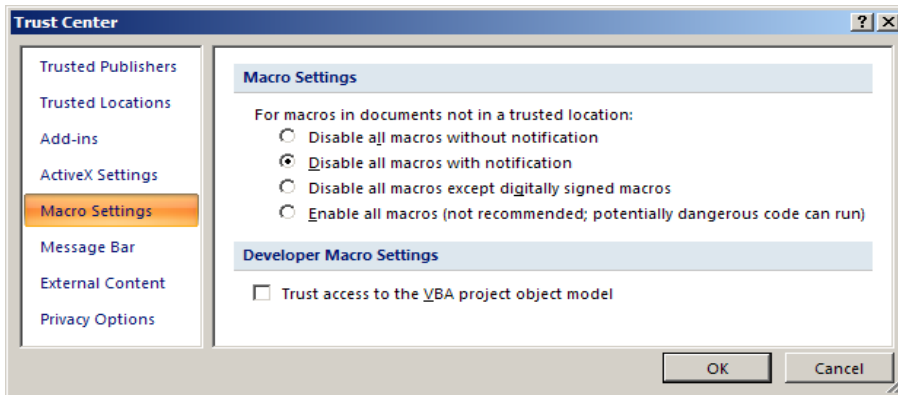 Trust Center
Trusted Publishers
Trusted Locations
Add-ins
ActiveX Settings
Macro Settings
Message Bar
External Content
Privacy Options
Macro Settings
For macros in documents not in a trusted location:
Disable all macros without notification
Disable all macros with notification
Disable all macros except digitally signed macros
Enable all macros (not recommended; potentially dangerous code can run)
Developer Macro Settings
Trust access to the VBA project object model
OK Cancel